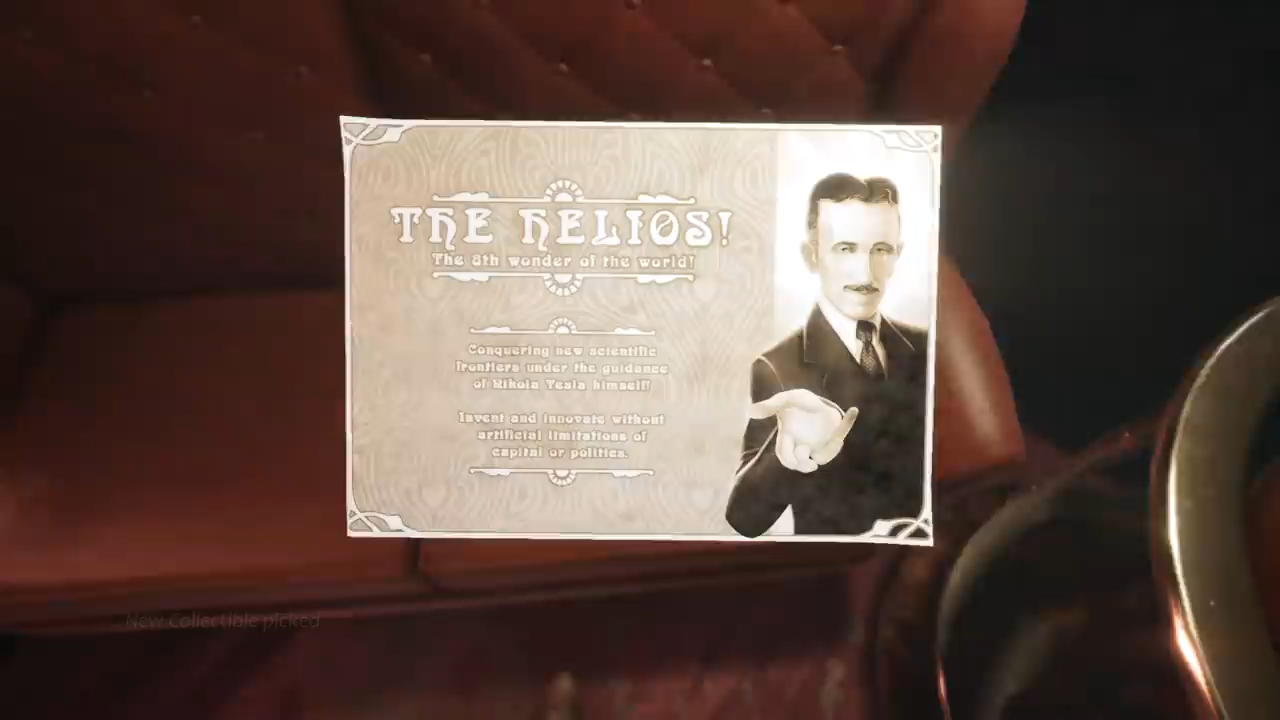 THE HELIOS!
The 8th wonder of the world!
Conquering new scientific
frontiers under the guidance
of Nikola Tesla himself!
Invent and innovate without
artificial limitations of
capital or politics.
New Collectible picked